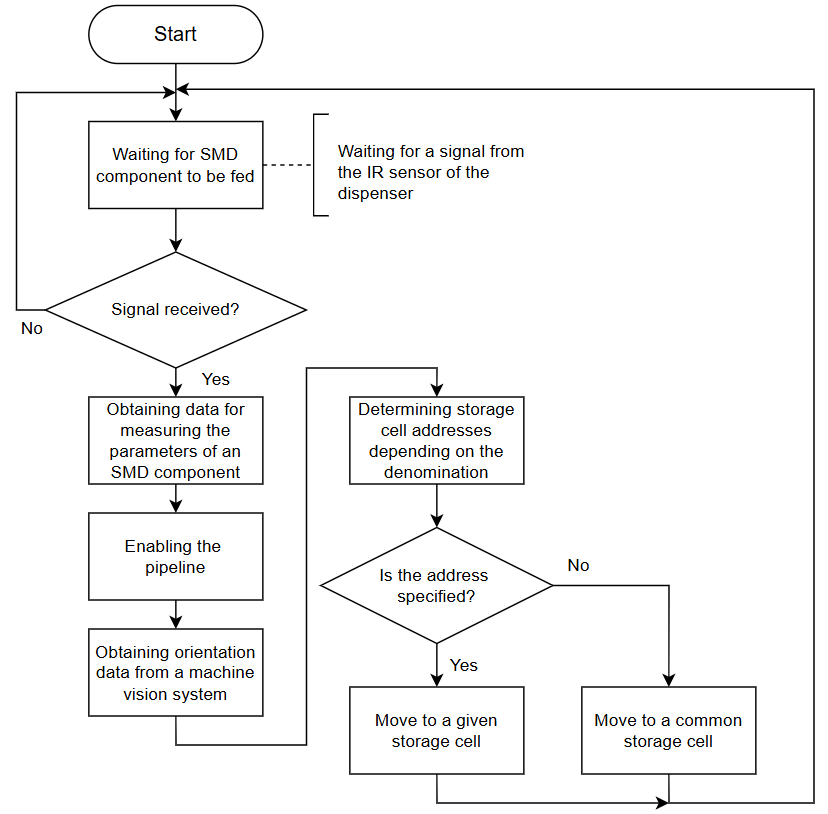 Start
Waiting for SMD
component to be fed
Waiting for a signal from
the IR sensor of the
dispenser
Signal received?
No
Yes
Obtaining data for
measuring the
parameters of an
SMD component
Enabling the
pipeline
Obtaining orientation
data from a machine
vision system
Determining storage
cell addresses
depending on the
denomination
Is the address
specified?
No
Yes
Move to a given
storage cell
Move to a common
storage cell